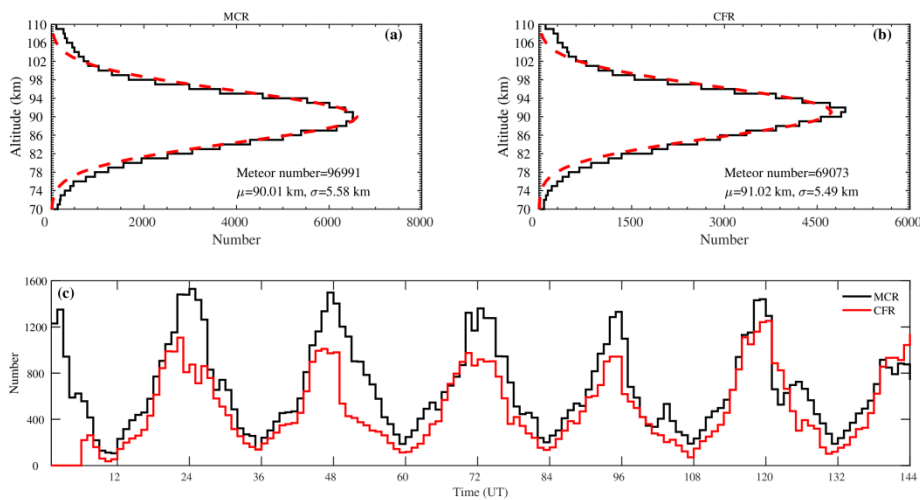 MCR
CFR
110
106
102
98
94
90
86
82
78
74
70
Altitude (km)
(a)
Meteor number=96991
μ=90.01 km, σ=5.58 km
0
2000
4000
6000
8000
Number
110
106
102
98
94
90
86
82
78
74
70
Altitude (km)
(b)
Meteor number=69073
μ=91.02 km, σ=5.49 km
0
1500
3000
4500
6000
Number
(c)
1600
1200
800
400
0
Number
MCR
CFR
12
24
36
48
60
72
84
96
108
120
132
144
Time (UT)